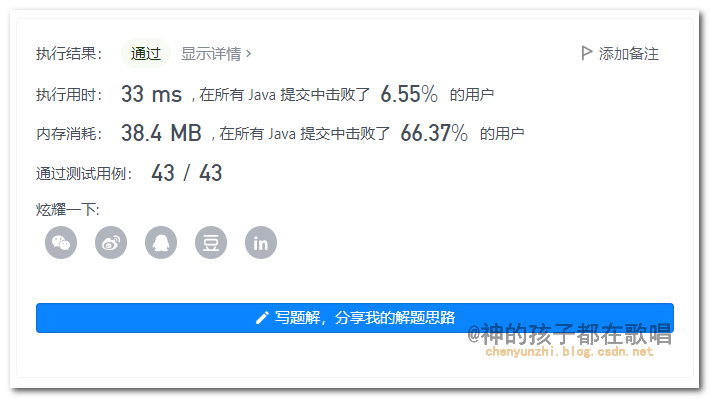 执行结果： 通过 显示详情 > 添加备注
执行用时： 33 ms , 在所有 Java 提交中击败了 6.55% 的用户
内存消耗： 38.4 MB , 在所有 Java 提交中击败了 66.37% 的用户
通过测试用例： 43 / 43
炫耀一下:
豆 in
写题解，分享我的解题思路
@神的孩子都在歌唱
chenyunzhi.blog.csdn.net